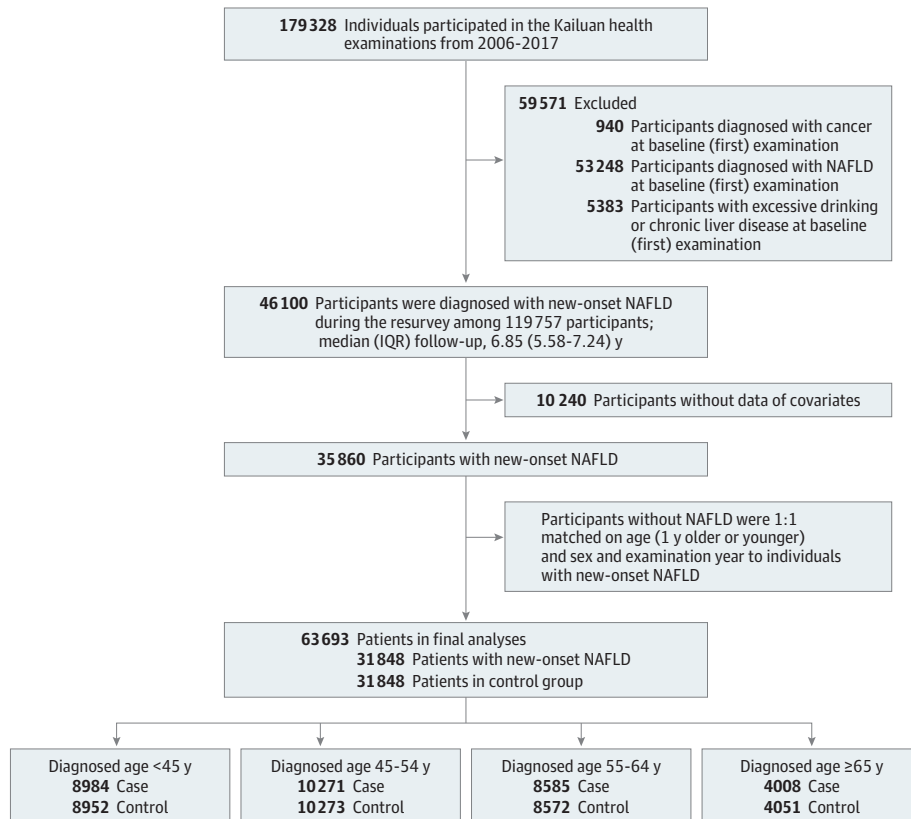 179 328 Individuals participated in the Kailuan health
examinations from 2006-2017
59 571 Excluded
940 Participants diagnosed with cancer
at baseline (first) examination
53 248 Participants diagnosed with NAFLD
at baseline (first) examination
5383 Participants with excessive drinking
or chronic liver disease at baseline
(first) examination
46 100 Participants were diagnosed with new-onset NAFLD
during the resurvey among 119 757 participants;
median (IQR) follow-up, 6.85 (5.58-7.24) y
10 240 Participants without data of covariates
35 860 Participants with new-onset NAFLD
Participants without NAFLD were 1:1
matched on age (1 y older or younger)
and sex and examination year to individuals
with new-onset NAFLD
63 693 Patients in final analyses
31 848 Patients with new-onset NAFLD
31 848 Patients in control group
Diagnosed age <45 y
8984 Case
8952 Control
Diagnosed age 45-54 y
10 271 Case
10 273 Control
Diagnosed age 55-64 y
8585 Case
8572 Control
Diagnosed age ≥65 y
4008 Case
4051 Control